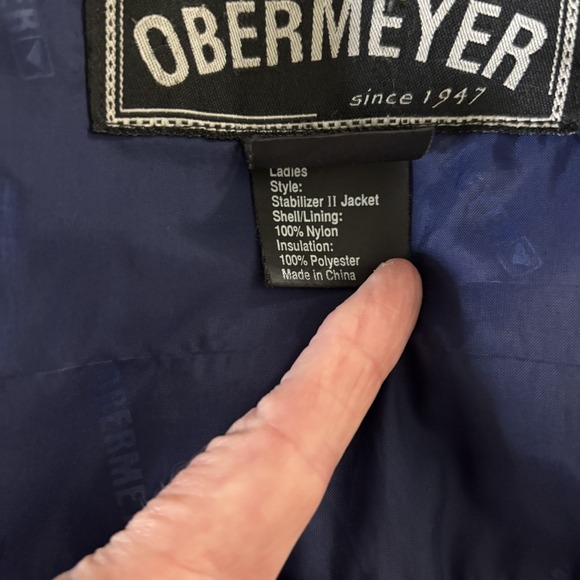 OBERMEYER
since 1947
Ladies
Style:
Stabilizer II Jacket
Shell/Lining:
100% Nylon
Insulation:
100% Polyester
Made in China